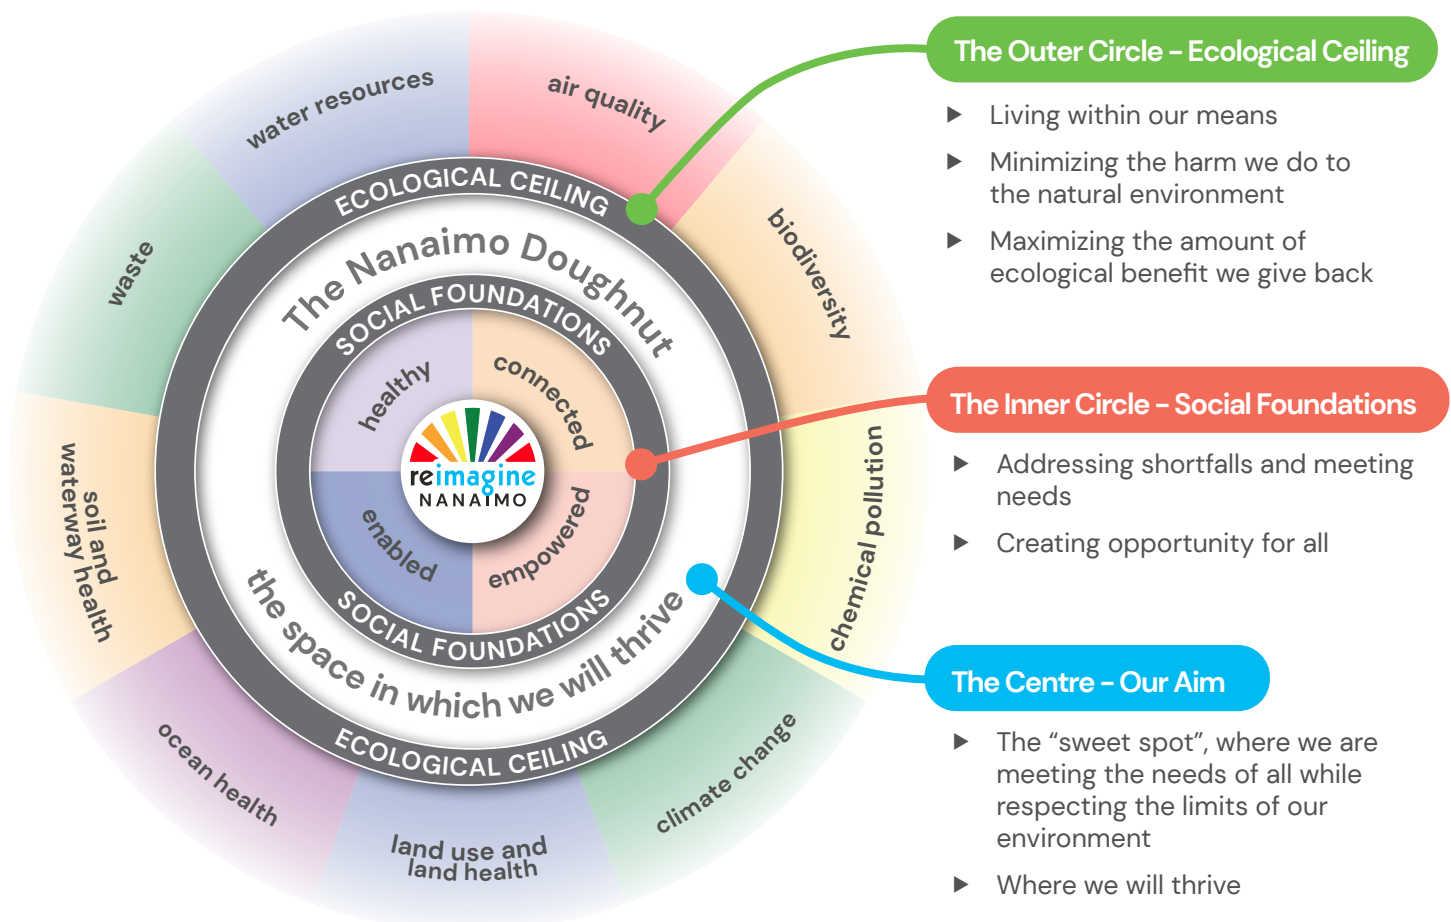 water resources
air quality
biodiversity
chemical pollution
climate change
land use and
land health
ocean health
soil and
waterway health
waste
ECOLOGICAL CEILING
The Nanaimo Doughnut
SOCIAL FOUNDATIONS
healthy
connected
reimagine
NANAIMO
enabled
empowered
SOCIAL FOUNDATIONS
the space in which we will thrive
ECOLOGICAL CEILING
The Outer Circle – Ecological Ceiling
▶ Living within our means
▶ Minimizing the harm we do to
the natural environment
▶ Maximizing the amount of
ecological benefit we give back
The Inner Circle – Social Foundations
▶ Addressing shortfalls and meeting
needs
▶ Creating opportunity for all
The Centre – Our Aim
▶ The “sweet spot”, where we are
meeting the needs of all while
respecting the limits of our
environment
▶ Where we will thrive